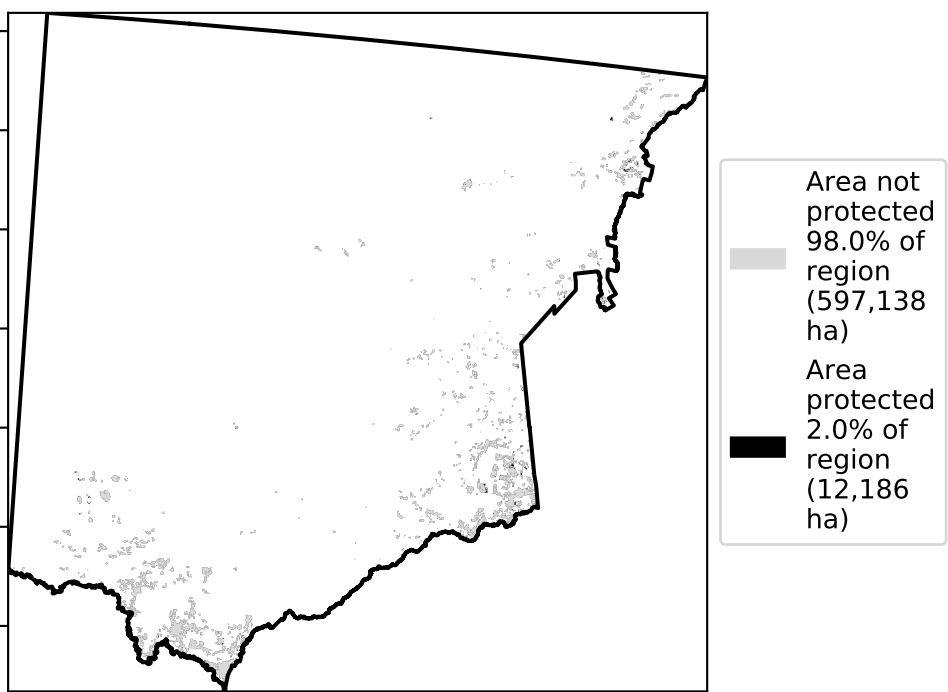 Area not
protected
98.0% of
region
(597,138
ha)
Area
protected
2.0% of
region
(12,186
ha)